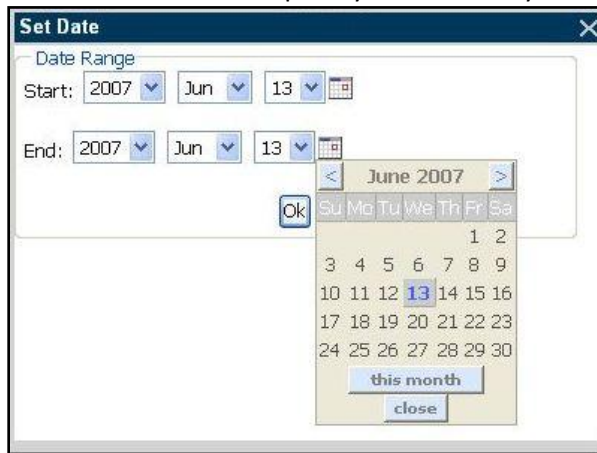 Set Date
Date Range
Start: 2007 Jun 13
End: 2007 Jun 13
Ok
< June 2007 >
Su Mo Tu We Th Fr Sa
1 2
3 4 5 6 7 8 9
10 11 12 13 14 15 16
17 18 19 20 21 22 23
24 25 26 27 28 29 30
this month
close